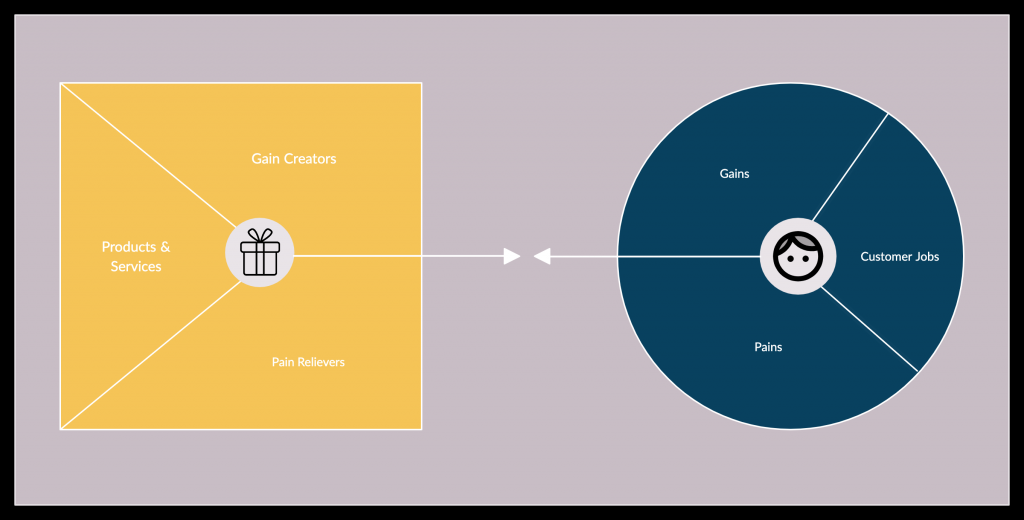 Gain Creators
Products &
Services
Pain Relievers
Gains
Customer Jobs
Pains